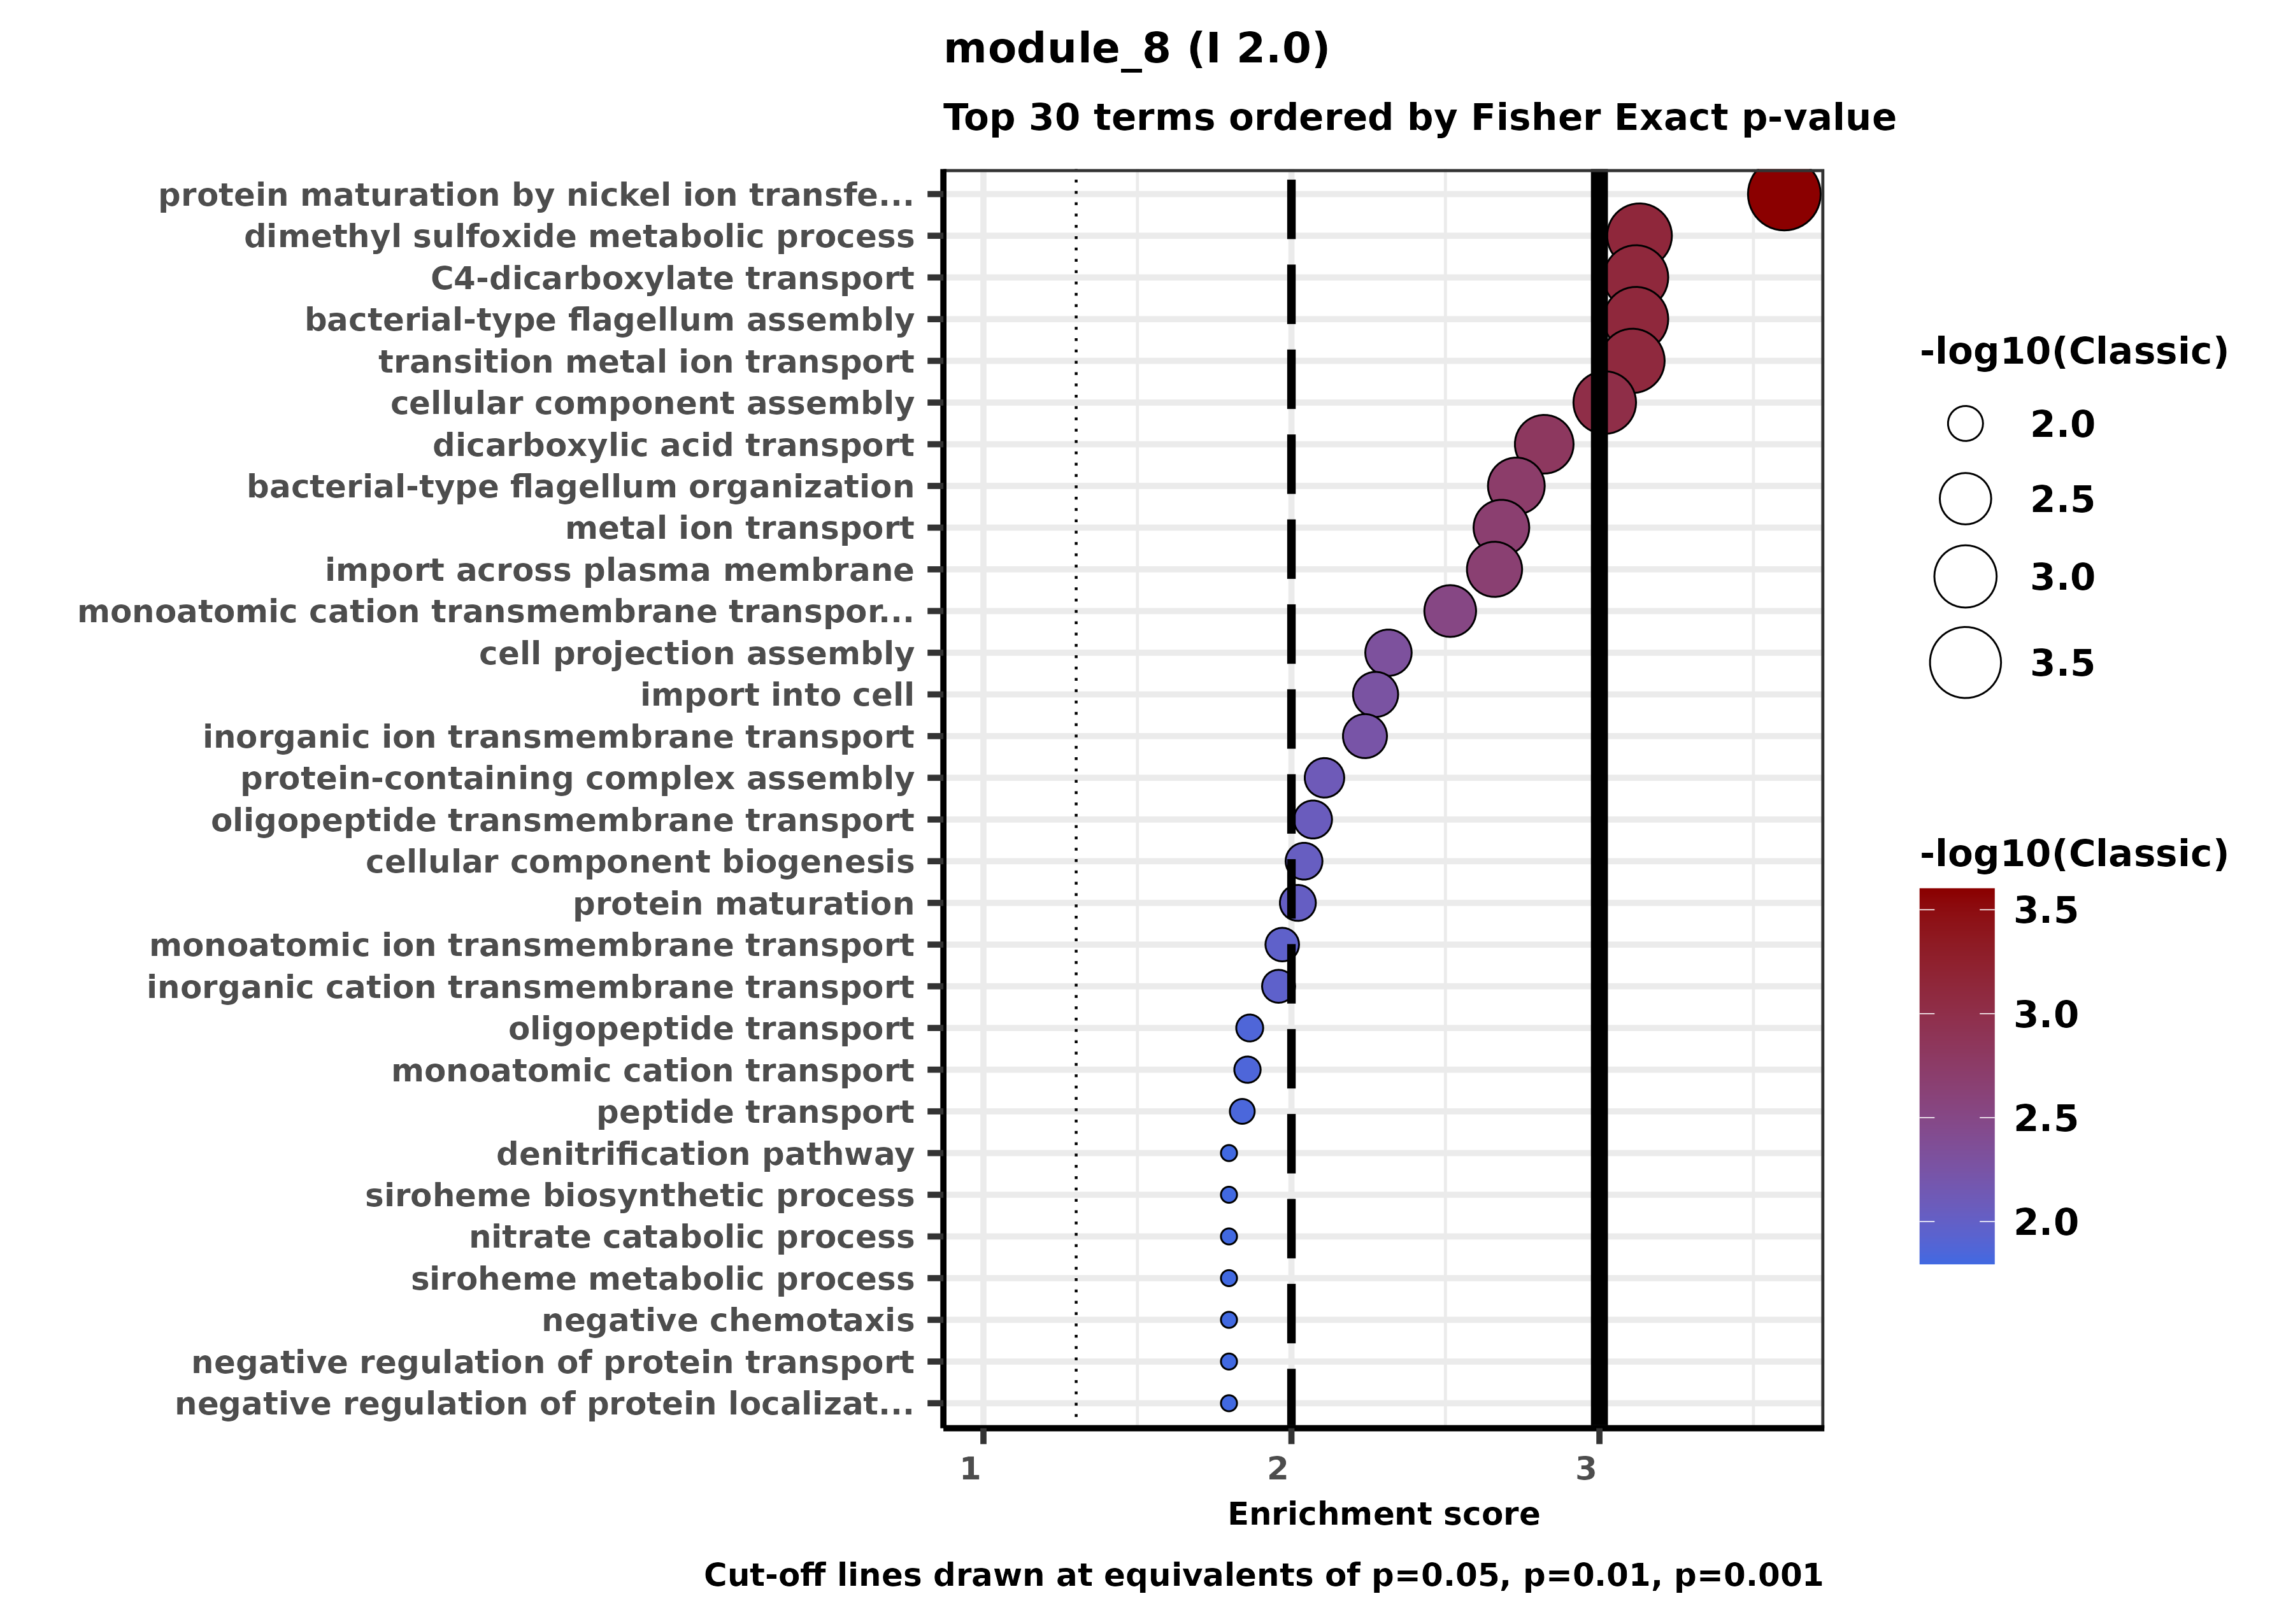 module_8 (I 2.0)
Top 30 terms ordered by Fisher Exact p-value
protein maturation by nickel ion transfe...
dimethyl sulfoxide metabolic process
C4-dicarboxylate transport
bacterial-type flagellum assembly
transition metal ion transport
cellular component assembly
dicarboxylic acid transport
bacterial-type flagellum organization
metal ion transport
import across plasma membrane
monoatomic cation transmembrane transpor...
cell projection assembly
import into cell
inorganic ion transmembrane transport
protein-containing complex assembly
oligopeptide transmembrane transport
cellular component biogenesis
protein maturation
monoatomic ion transmembrane transport
inorganic cation transmembrane transport
oligopeptide transport
monoatomic cation transport
peptide transport
denitrification pathway
siroheme biosynthetic process
nitrate catabolic process
siroheme metabolic process
negative chemotaxis
negative regulation of protein transport
negative regulation of protein localizat...
1 2 3
Enrichment score
Cut-off lines drawn at equivalents of p=0.05, p=0.01, p=0.001
-log10(Classic)
2.0
2.5
3.0
3.5
-log10(Classic)
3.5
3.0
2.5
2.0